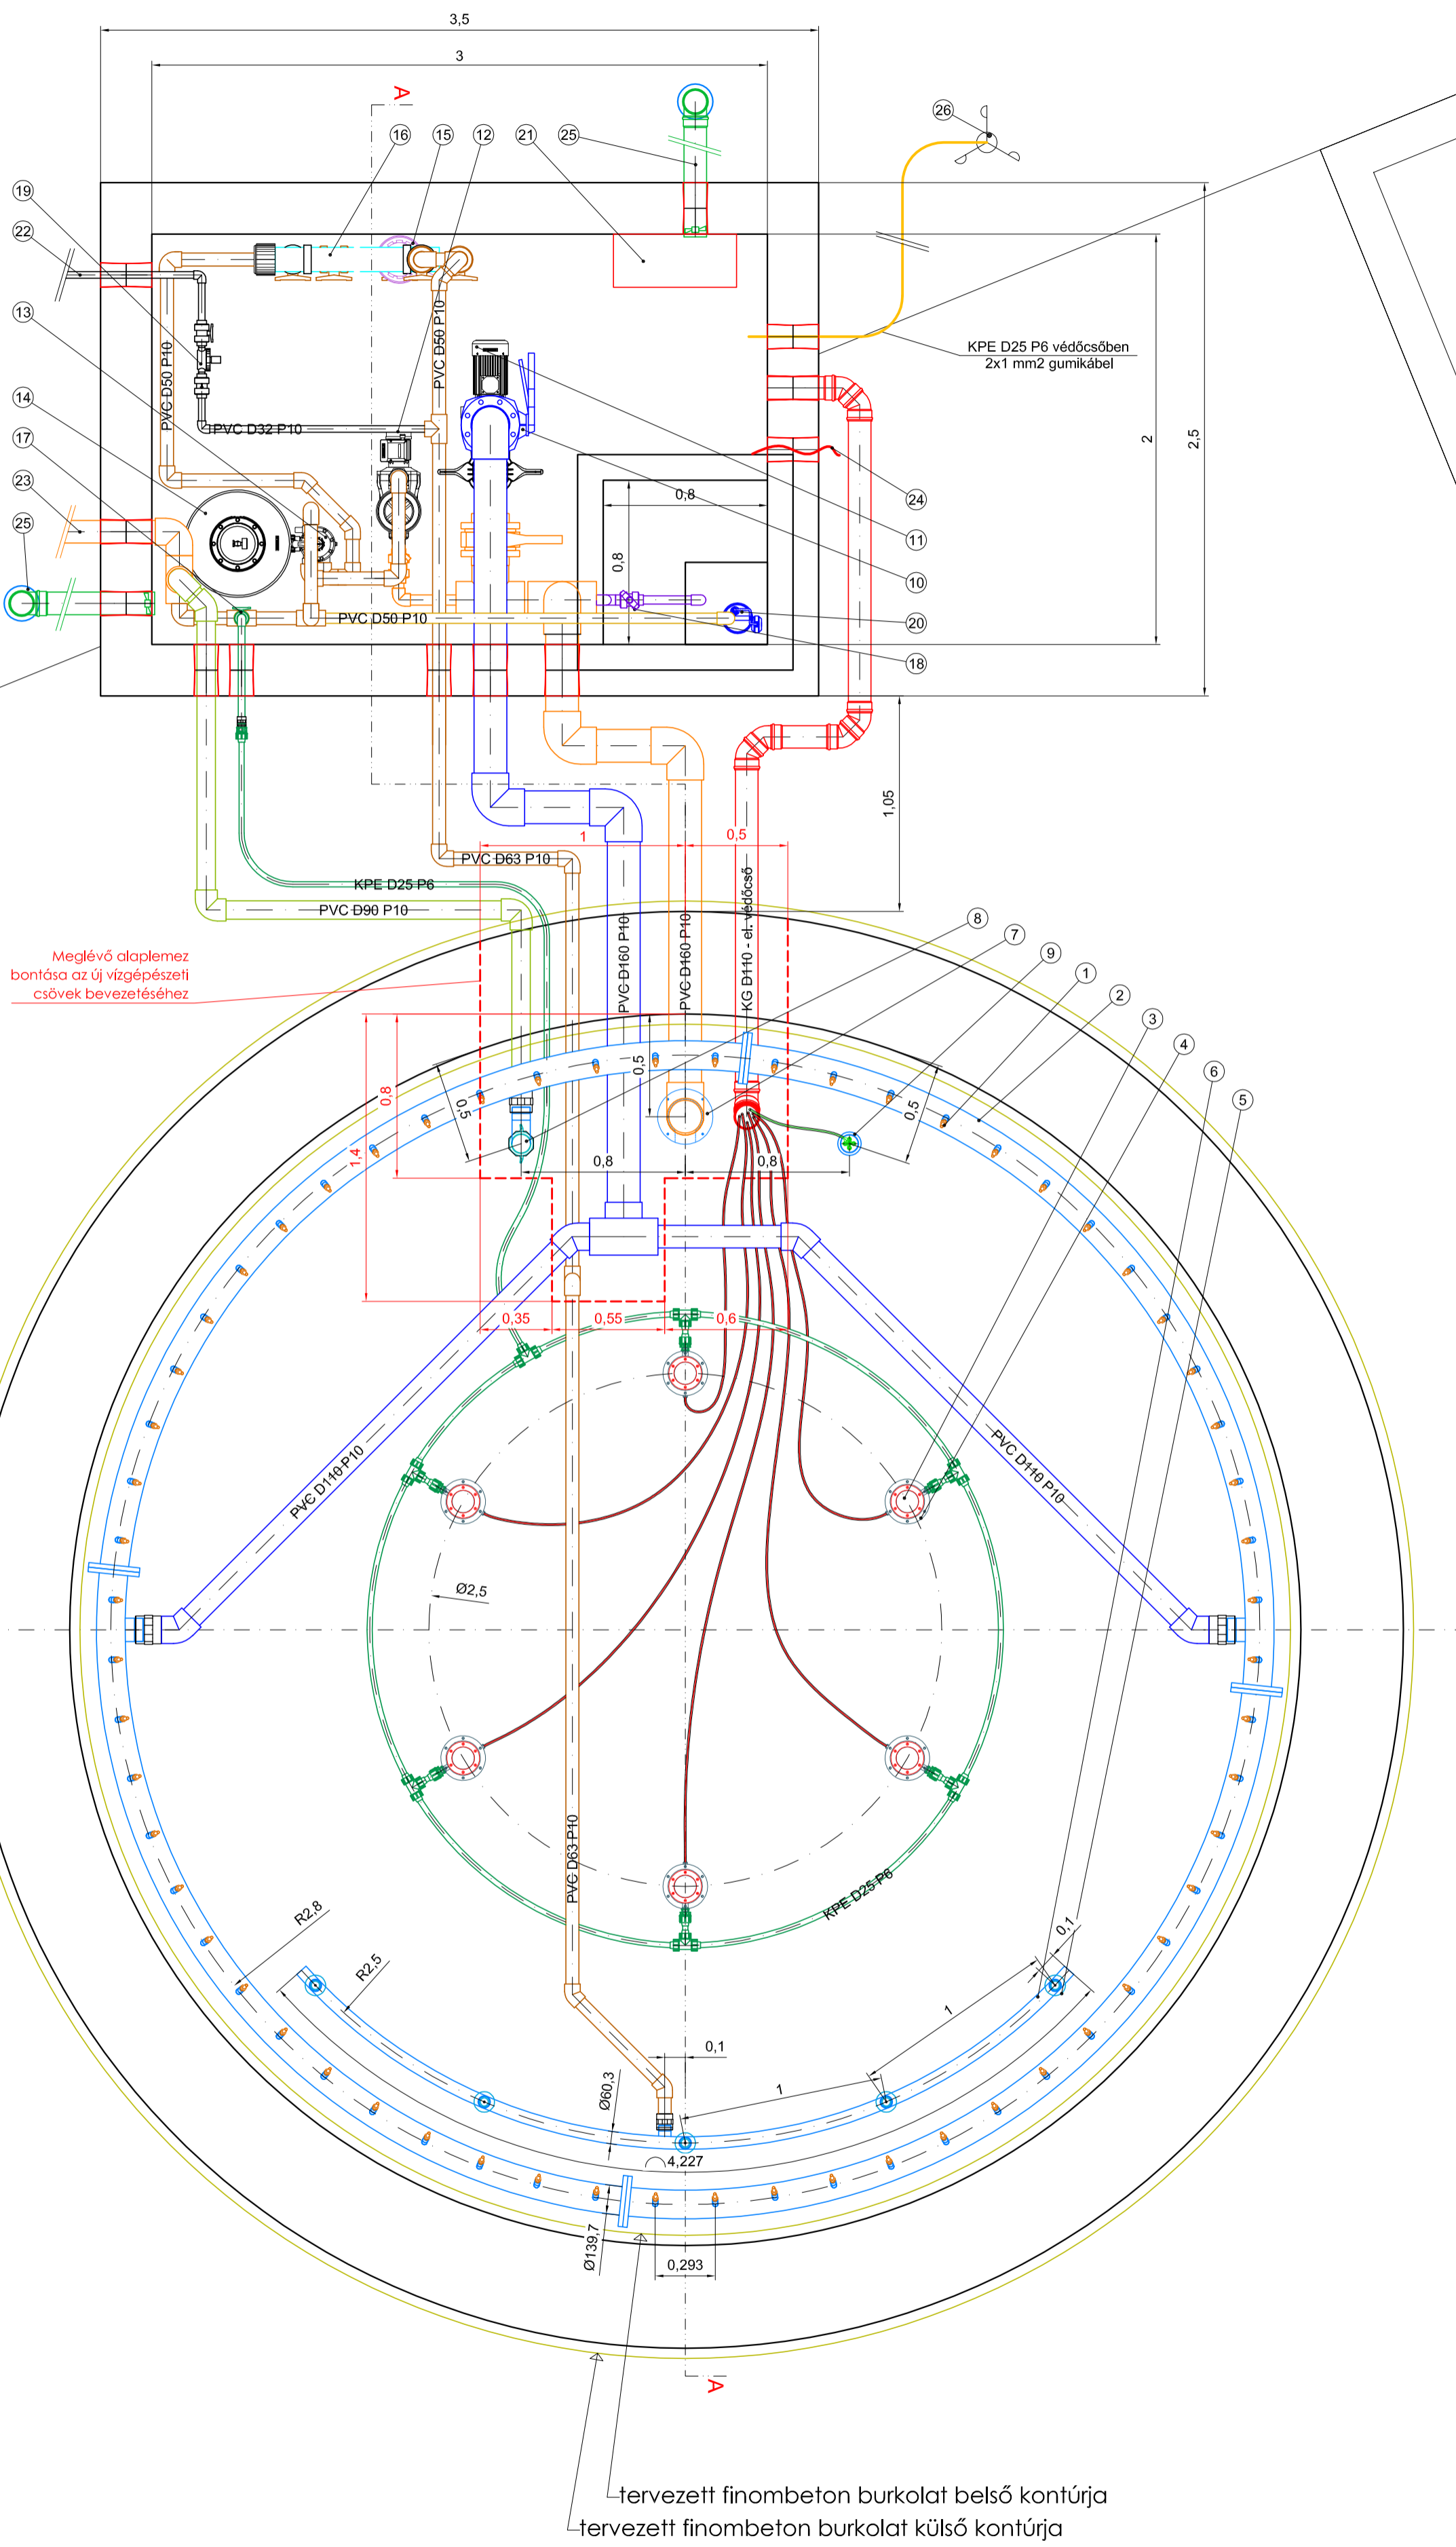 3,5
3
A
16
15
12
21
25
26
19
22
13
14
17
23
25
PVC D50 P10
PVC D50 P10
PVC D32 P10
KPE D25 P6 védőcsőben
2x1 mm2 gumikábel
2
2,5
24
0,8
0,8
11
10
20
18
PVC D50 P10
1,05
1
0,5
PVC D63 P10
KPE D25 P6
PVC D90 P10
PVC D160 P10
PVC D160 P10
KG D110 - el. védőcső
Meglévő alaplemez
bontása az új vízgépészeti
csövek bevezetéséhez
8
7
9
1
2
3
4
6
5
0,8
1,4
0,5
0,5
0,5
0,8
0,8
0,35
0,55
0,6
PVC D110 P10
PVC D110 P10
Ø2,5
PVC D63 P10
KPE D25 P6
R2,8
R2,5
0,1
1
0,1
1
Ø60,3
4,227
Ø139,7
0,293
A
tervezett finombeton burkolat belső kontúrja
tervezett finombeton burkolat külső kontúrja